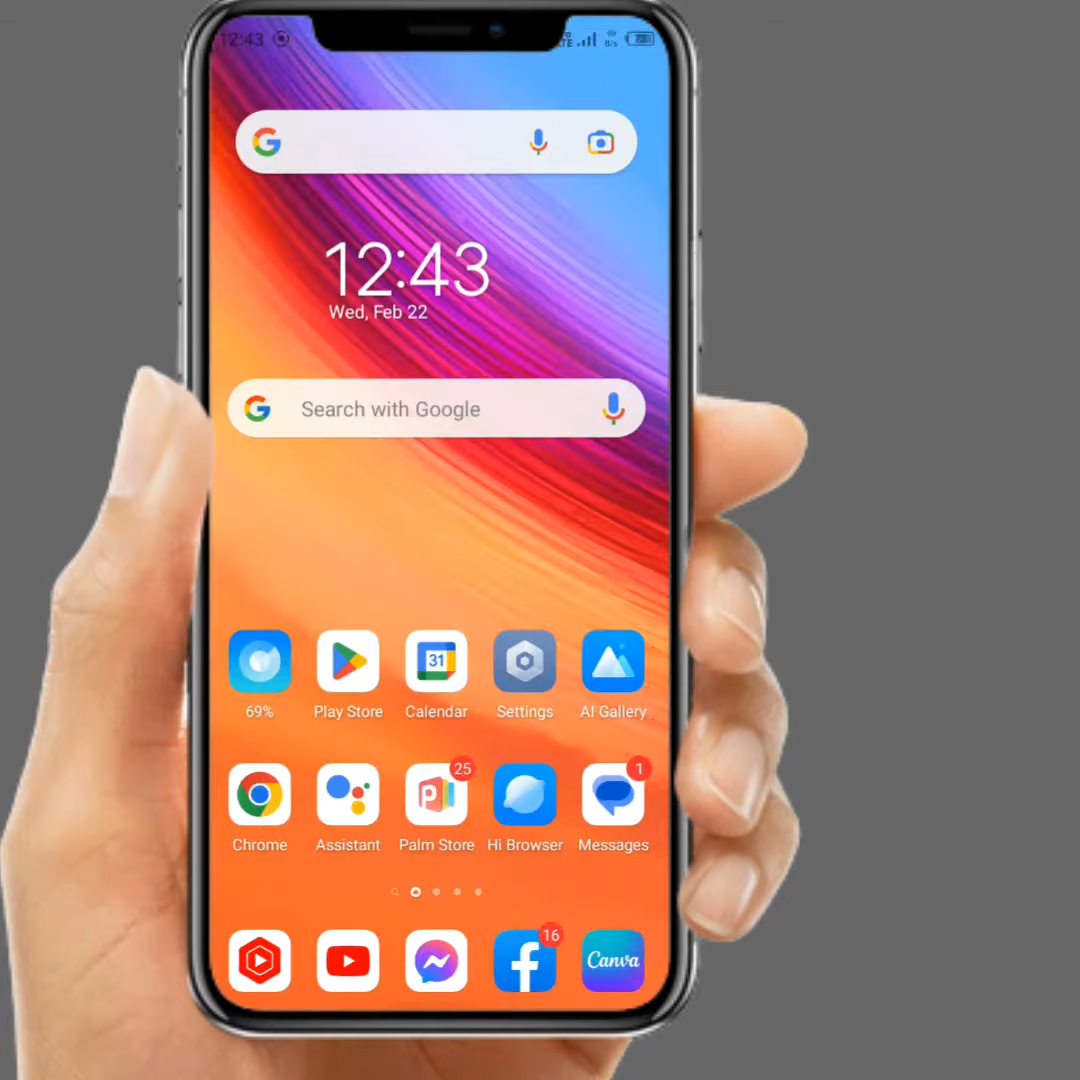 12:43
12:43
Wed, Feb 22
Search with Google
31
69%
Play Store
Calendar
Settings
AI Gallery
25
1
Chrome
Assistant
Palm Store
Hi Browser
Messages
16
Canva